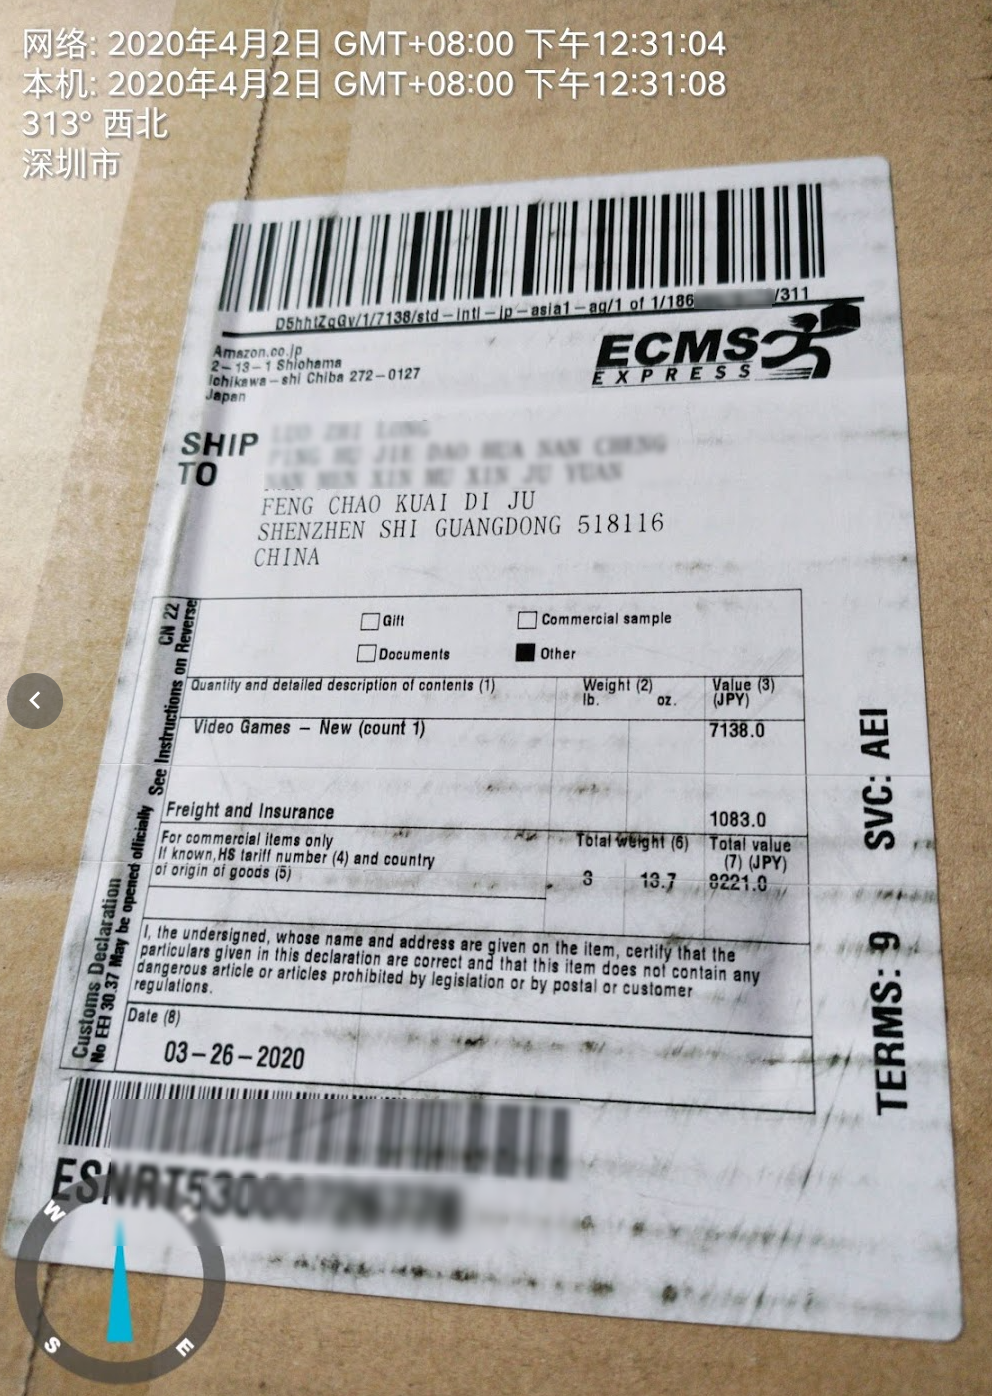 网络: 2020年4月2日 GMT+08:00 下午12:31:04
本机: 2020年4月2日 GMT+08:00 下午12:31:08
313° 西北
深圳市
D5hhtZqGv/1/7138/std-intl-jp-asia1-ag/1 of 1/186 /311
Amazon.co.jp
2-13-1 Shiohama
Ichikawa-shi Chiba 272-0127
Japan
ECMS
EXPRESS
SHIP
TO
FENG CHAO KUAI DI JU
SHENZHEN SHI GUANGDONG 518116
CHINA
CN 22
See Instructions on Reverse
Gift
Commercial sample
Documents
Other
Quantity and detailed description of contents (1)
Weight (2)
lb. oz.
Value (3)
(JPY)
Video Games - New (count 1)
7138.0
Freight and Insurance
1083.0
For commercial items only
If known,HS tariff number (4) and country
of origin of goods (5)
Total weight (6)
3 13.7
Total value
(7) (JPY)
8221.0
I, the undersigned, whose name and address are given on the item, certify that the
particulars given in this declaration are correct and that this item does not contain any
dangerous article or articles prohibited by legislation or by postal or customer
regulations.
Date (8)
03-26-2020
Customs Declaration
No EEI 30.37 May be opened officially
SVC: AEI
TERMS: 9
ESNRT53000
W
S
E